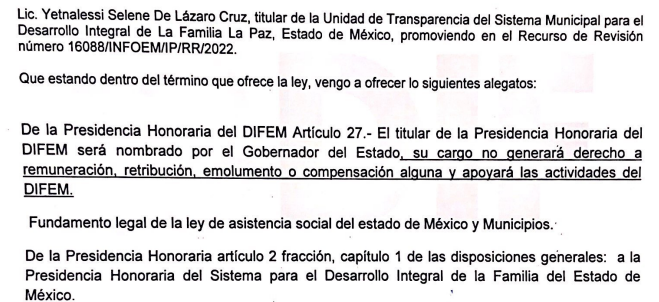 Lic. Yetnalessi Selene De Lázaro Cruz, titular de la Unidad de Transparencia del Sistema Municipal para el
Desarrollo Integral de La Familia La Paz, Estado de México, promoviendo en el Recurso de Revisión
número 16088/INFOEM/IP/RR/2022.
Que estando dentro del término que ofrece la ley, vengo a ofrecer lo siguientes alegatos:
De la Presidencia Honoraria del DIFEM Artículo 27.- El titular de la Presidencia Honoraria del
DIFEM será nombrado por el Gobernador del Estado, su cargo no generará derecho a
remuneración, retribución, emolumento o compensación alguna y apoyará las actividades del
DIFEM.
Fundamento legal de la ley de asistencia social del estado de México y Municipios.
De la Presidencia Honoraria artículo 2 fracción, capítulo 1 de las disposiciones generales: a la
Presidencia Honoraria del Sistema para el Desarrollo Integral de la Familia del Estado de
México.